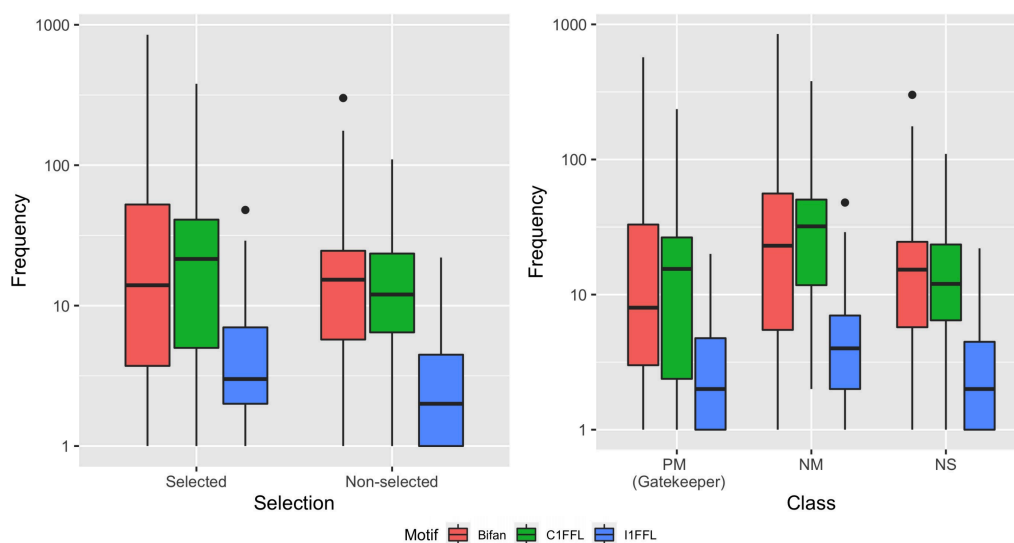 1000
100
10
1
Frequency
Selected
Non-selected
Selection
1000
100
10
1
Frequency
PM
(Gatekeeper)
NM
NS
Class
Motif Bifan C1FFL I1FFL